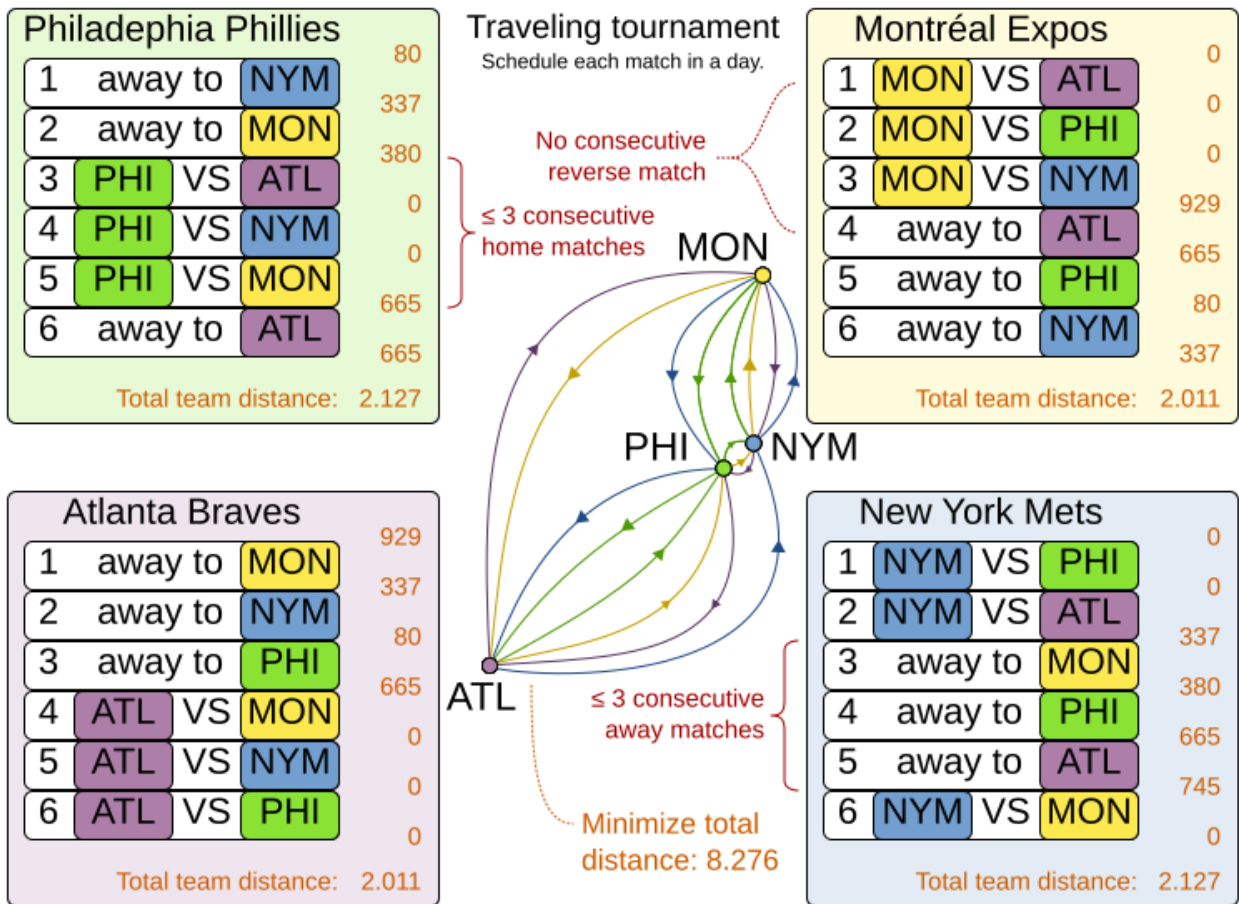 Philadephia Phillies
80
1 away to NYM
337
2 away to MON
380
3 PHI VS ATL
0
4 PHI VS NYM
0
5 PHI VS MON
665
6 away to ATL
665
Total team distance: 2.127
Traveling tournament
Schedule each match in a day.
No consecutive
reverse match
≤ 3 consecutive
home matches
Montréal Expos
0
1 MON VS ATL
0
2 MON VS PHI
0
3 MON VS NYM
929
4 away to ATL
665
5 away to PHI
80
6 away to NYM
337
Total team distance: 2.011
MON
PHI
NYM
ATL
Atlanta Braves
929
1 away to MON
337
2 away to NYM
80
3 away to PHI
665
4 ATL VS MON
0
5 ATL VS NYM
0
6 ATL VS PHI
0
Total team distance: 2.011
≤ 3 consecutive
away matches
Minimize total
distance: 8.276
New York Mets
0
1 NYM VS PHI
0
2 NYM VS ATL
337
3 away to MON
380
4 away to PHI
665
5 away to ATL
745
6 NYM VS MON
0
Total team distance: 2.127